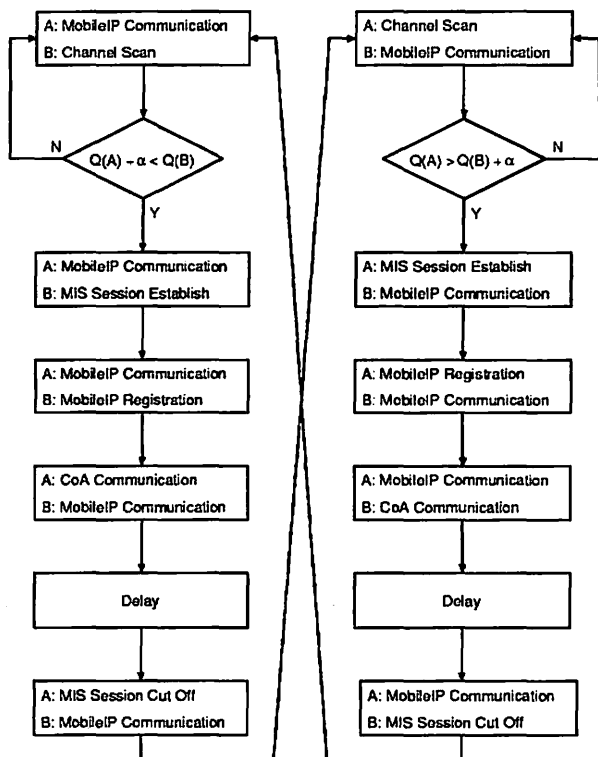 A: MobileIP Communication
B: Channel Scan
N
Q(A) - α < Q(B)
Y
A: MobileIP Communication
B: MIS Session Establish
A: MobileIP Communication
B: MobileIP Registration
A: CoA Communication
B: MobileIP Communication
Delay
A: MIS Session Cut Off
B: MobileIP Communication
A: Channel Scan
B: MobileIP Communication
Q(A) > Q(B) + α
N
Y
A: MIS Session Establish
B: MobileIP Communication
A: MobileIP Registration
B: MobileIP Communication
A: MobileIP Communication
B: CoA Communication
Delay
A: MobileIP Communication
B: MIS Session Cut Off